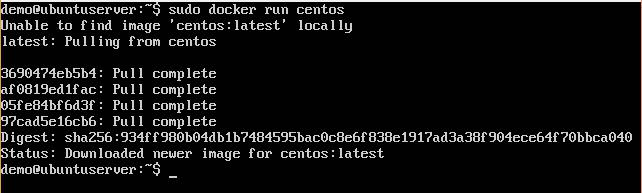 demo@ubuntuserver:~$ sudo docker run centos
Unable to find image 'centos:latest' locally
latest: Pulling from centos
3690474eb5b4: Pull complete
af0819ed1fac: Pull complete
05fe84bf6d3f: Pull complete
97cad5e16cb6: Pull complete
Digest: sha256:934ff980b04db1b7484595bac0c8e6f838e1917ad3a38f904ece64f70bbca040
Status: Downloaded newer image for centos:latest
demo@ubuntuserver:~$ _